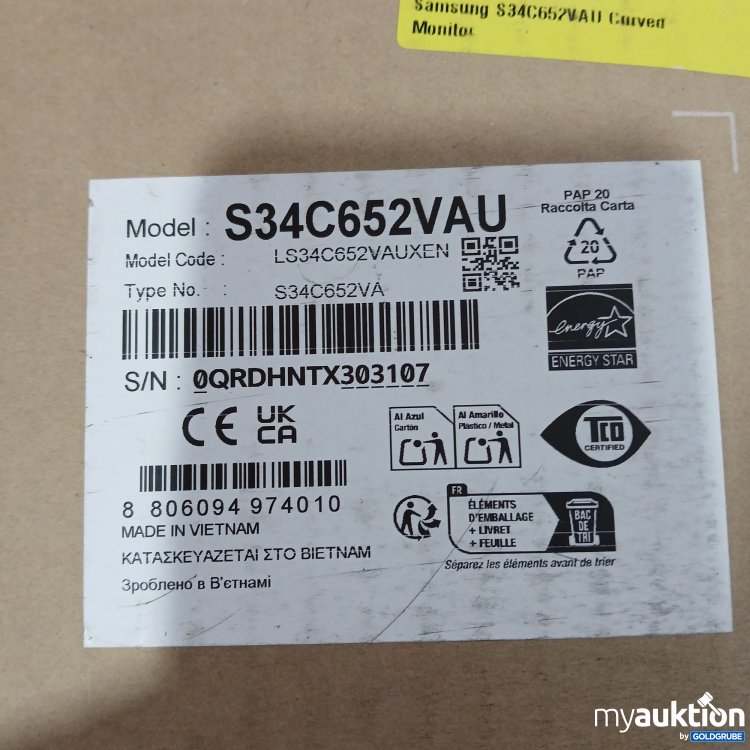 Samsung S34C652VAU Curved
Monitor
Model : S34C652VAU
Model Code : LS34C652VAUXEN
Type No. : S34C652VA
S/N : 0QRDHNTX303107
PAP 20
Raccolta Carta
20
PAP
energy
ENERGY STAR
CE UK
CA
Al Azul
Cartón
Al Amarillo
Plástico / Metal
TCO
CERTIFIED
8 806094 974010
MADE IN VIETNAM
ΚΑΤΑΣΚΕΥΑΖΕΤΑΙ ΣΤΟ ΒΙΕΤΝΑΜ
Зроблено в В'єтнамі
FR
ÉLÉMENTS
D'EMBALLAGE
+ LIVRET
+ FEUILLE
BAC
DE
TRI
Séparez les éléments avant de trier
myauktion
by GOLDGRUBE